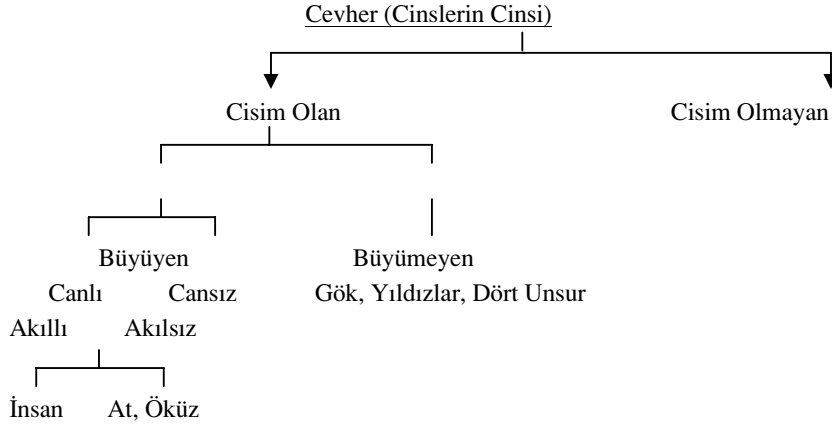 Cevher (Cinslerin Cinsi)
Cisim Olan Cisim Olmayan
Büyüyen Büyümeyen
Canlı Cansız Gök, Yıldızlar, Dört Unsur
Akıllı Akılsız
İnsan At, Öküz